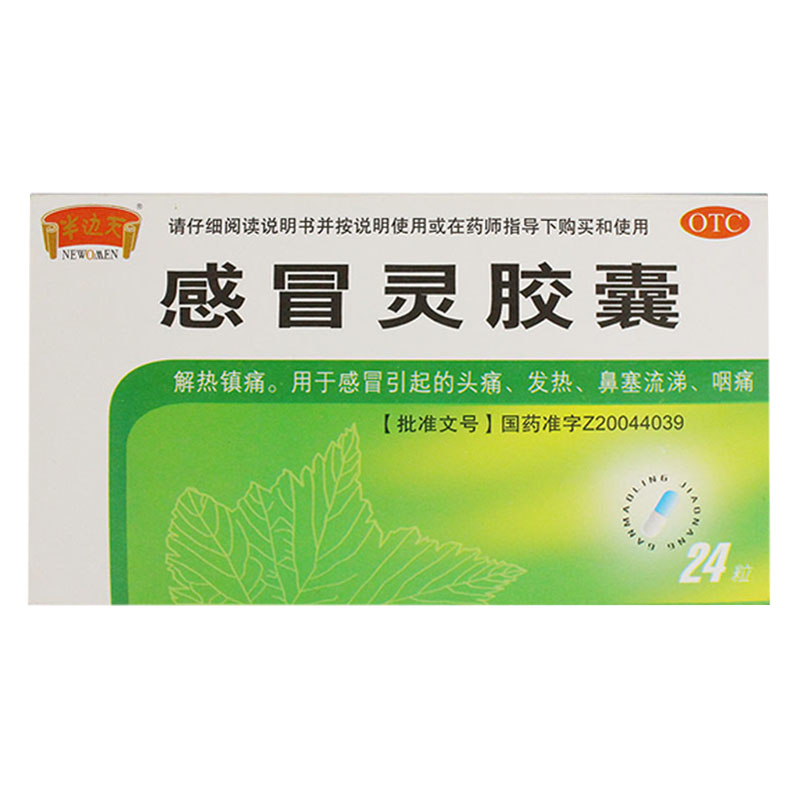 半边天
®
NEWOMEN
请仔细阅读说明书并按说明使用或在药师指导下购买和使用
OTC
感冒灵胶囊
解热镇痛。用于感冒引起的头痛、发热、鼻塞流涕、咽痛
【批准文号】国药准字Z20044039
GANMAOLING JIAONANG
24粒